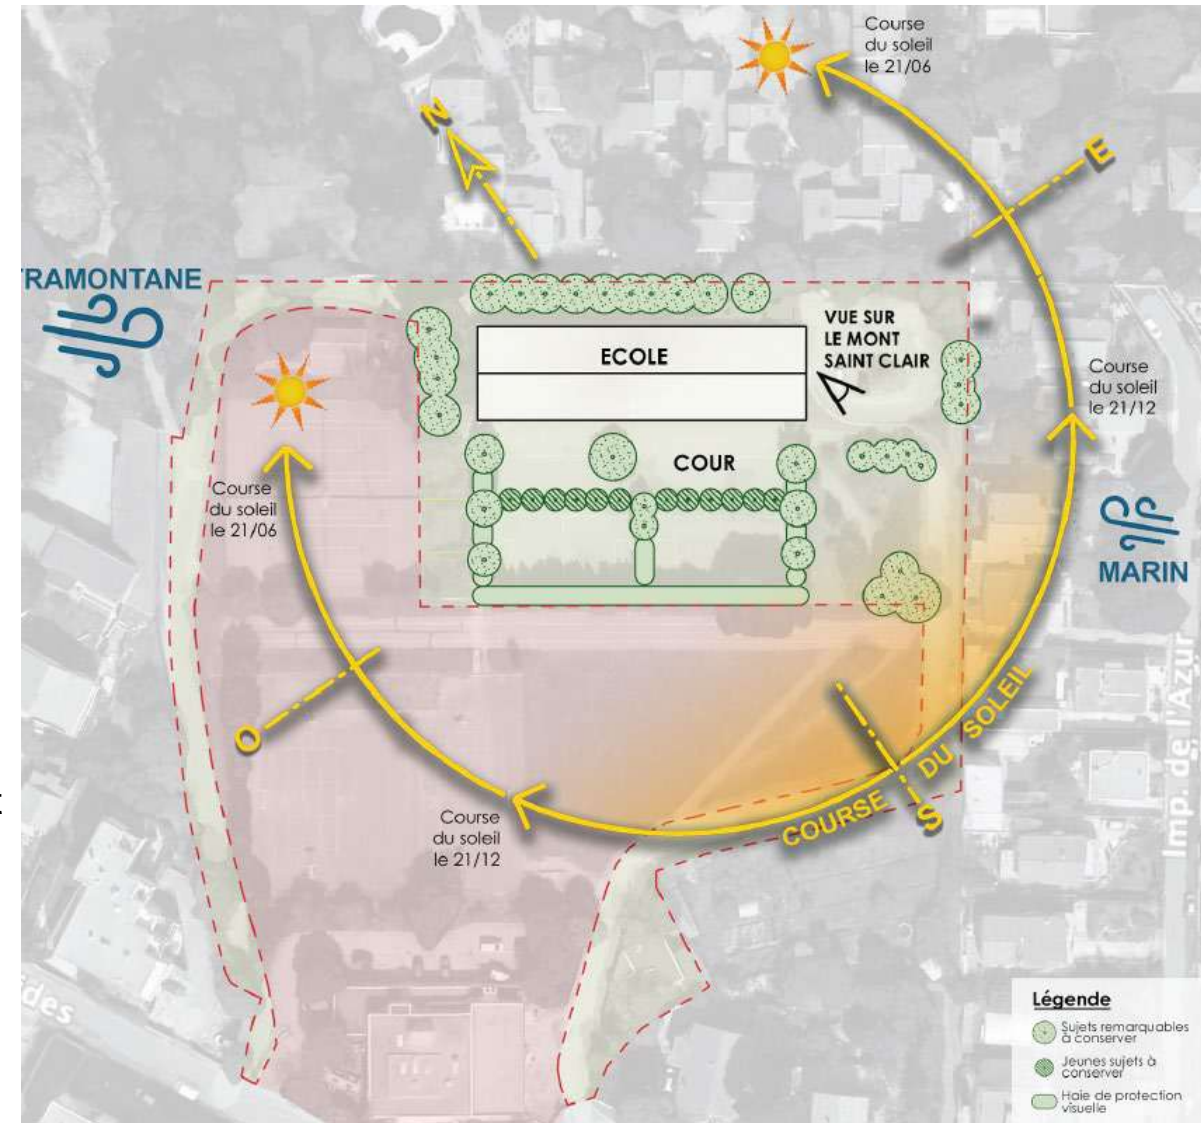 Course
du soleil
le 21/06
N
E
TRAMONTANE
VUE SUR
LE MONT
SAINT CLAIR
ECOLE
Course
du soleil
le 21/12
COUR
Course
du soleil
le 21/06
MARIN
O
COURSE DU SOLEIL
S
Course
du soleil
le 21/12
Imp. de l'Azur
des
Légende
Sujets remarquables
à conserver
Jeunes sujets à
conserver
Haie de protection
visuelle